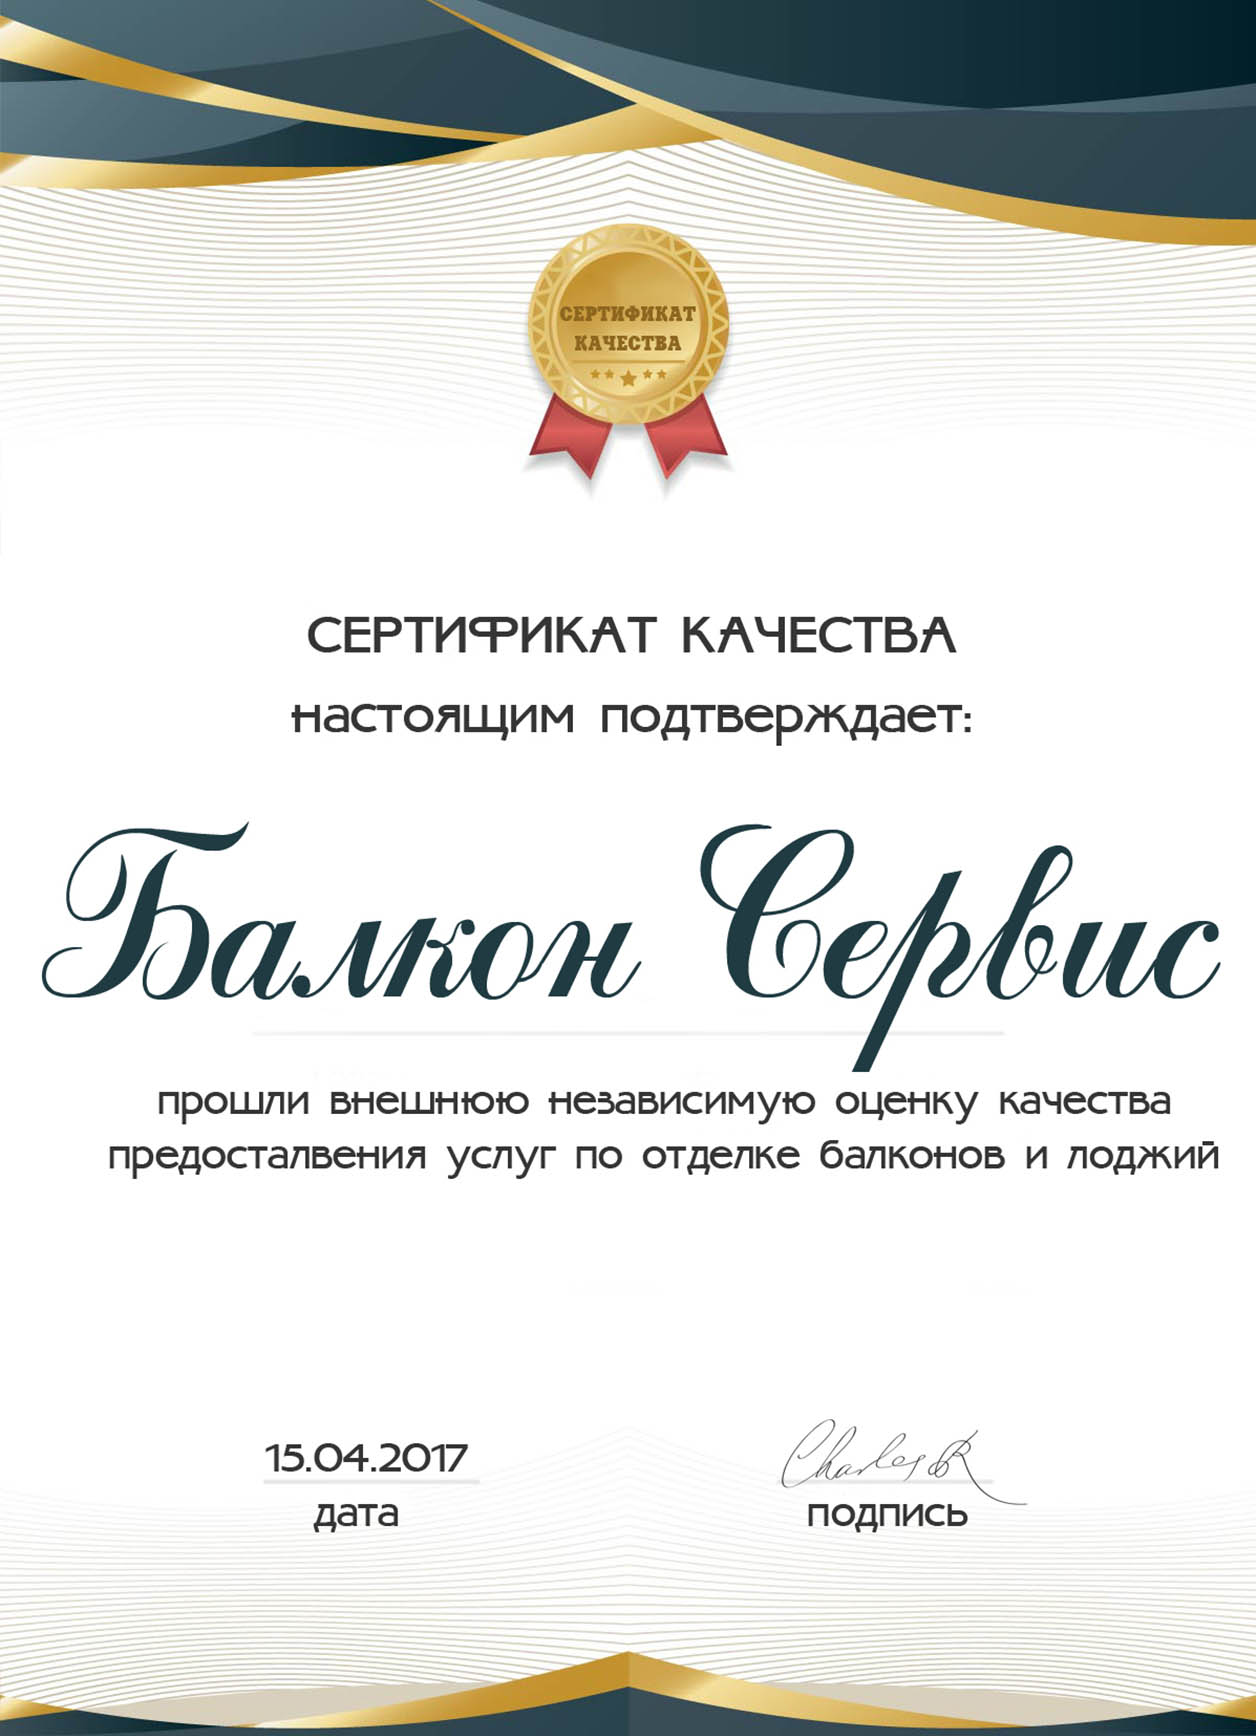 СЕРТИФИКАТ
КАЧЕСТВА
СЕРТИФИКАТ КАЧЕСТВА
настоящим подтверждает:
Балкон Сервис
прошли внешнюю независимую оценку качества
предосталвения услуг по отделке балконов и лоджий
15.04.2017
Charles R
дата
подпись